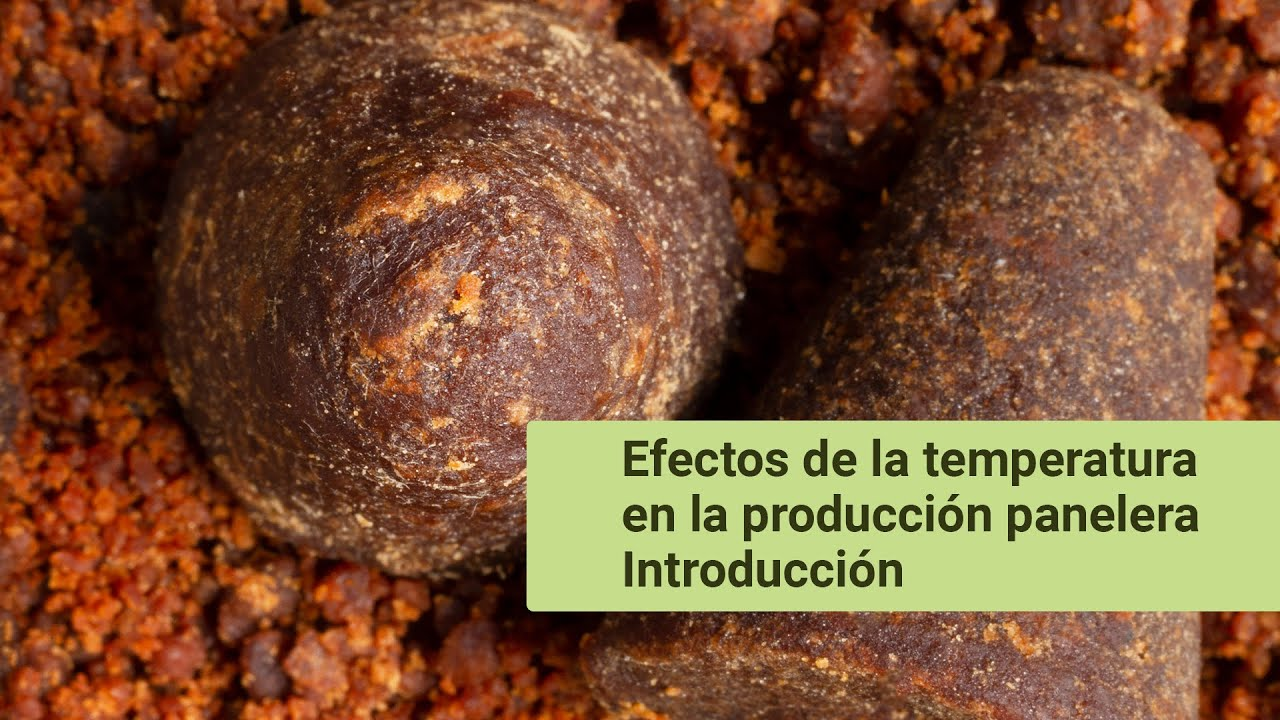 Efectos de la temperatura
en la producción panelera
Introducción